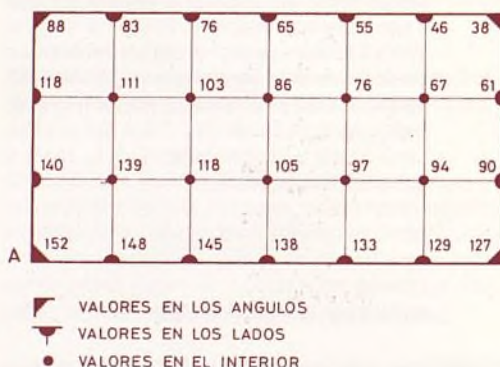 88 83 76 65 55 46 38
118 111 103 86 76 67 61
140 139 118 105 97 94 90
A 152 148 145 138 133 129 127
VALORES EN LOS ANGULOS
VALORES EN LOS LADOS
VALORES EN EL INTERIOR